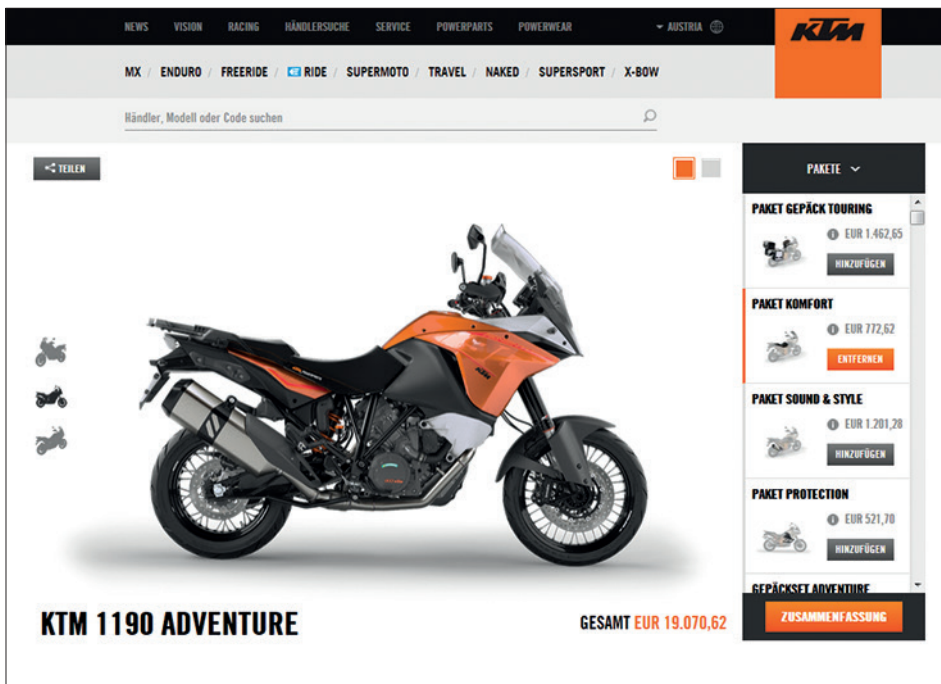 NEWS VISION RACING HÄNDLERSUCHE SERVICE POWERPARTS POWERWEAR AUSTRIA
KTM
MX / ENDURO / FREERIDE / E RIDE / SUPERMOTO / TRAVEL / NAKED / SUPERSPORT / X-BOW
Händler, Modell oder Code suchen
TEILEN
PAKETE
PAKET GEPÄCK TOURING
EUR 1.462,65
HINZUFÜGEN
PAKET KOMFORT
EUR 772,62
ENTFERNEN
PAKET SOUND & STYLE
EUR 1.201,28
HINZUFÜGEN
PAKET PROTECTION
EUR 521,70
HINZUFÜGEN
GEPÄCKSET ADVENTURE
KTM
KTM 1190 ADVENTURE
GESAMT EUR 19.070,62
ZUSAMMENFASSUNG